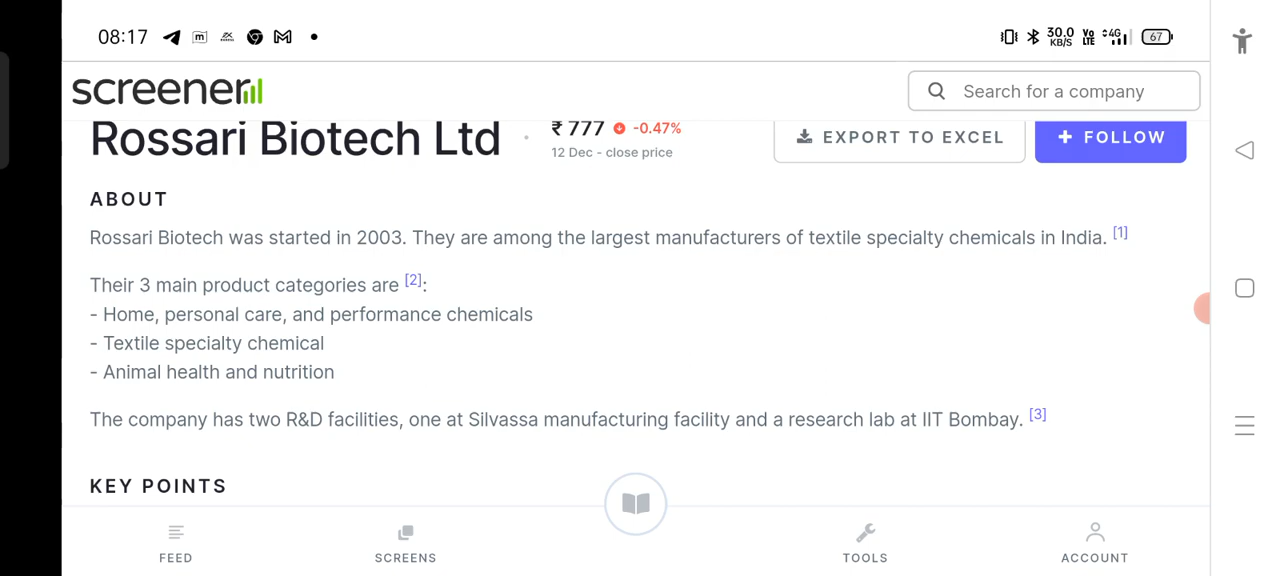 08:17
30.0 KB/S Vo LTE 4G 67
screener
Search for a company
Rossari Biotech Ltd
₹ 777 -0.47%
12 Dec - close price
EXPORT TO EXCEL
+ FOLLOW
ABOUT
Rossari Biotech was started in 2003. They are among the largest manufacturers of textile specialty chemicals in India. [1]
Their 3 main product categories are [2]:
- Home, personal care, and performance chemicals
- Textile specialty chemical
- Animal health and nutrition
The company has two R&D facilities, one at Silvassa manufacturing facility and a research lab at IIT Bombay. [3]
KEY POINTS
FEED
SCREENS
TOOLS
ACCOUNT